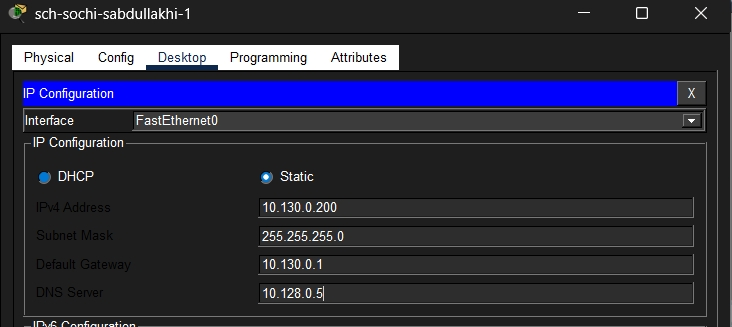 sch-sochi-sabdullakhi-1
Physical Config Desktop Programming Attributes
IP Configuration X
Interface FastEthernet0
IP Configuration
DHCP Static
IPv4 Address 10.130.0.200
Subnet Mask 255.255.255.0
Default Gateway 10.130.0.1
DNS Server 10.128.0.5
IPv6 Configuration